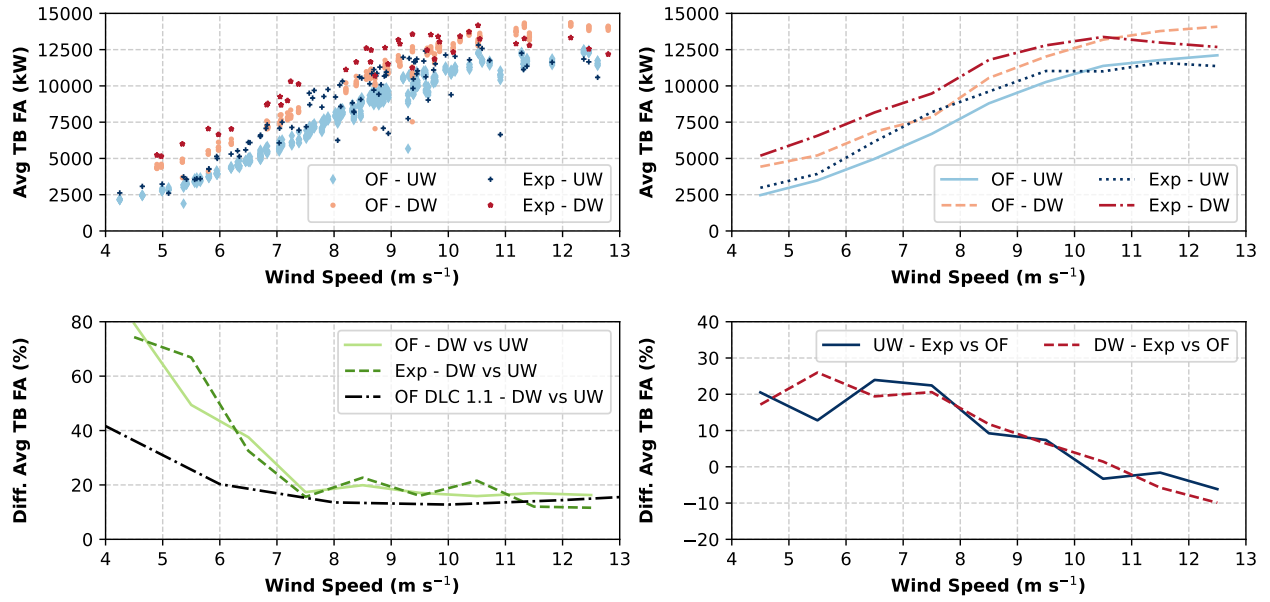 15000
12500
10000
7500
5000
2500
0
Avg TB FA (kW)
OF - UW
OF - DW
Exp - UW
Exp - DW
4 5 6 7 8 9 10 11 12 13
Wind Speed (m s⁻¹)
15000
12500
10000
7500
5000
2500
0
Avg TB FA (kW)
OF - UW
OF - DW
Exp - UW
Exp - DW
4 5 6 7 8 9 10 11 12 13
Wind Speed (m s⁻¹)
80
60
40
20
0
Diff. Avg TB FA (%)
OF - DW vs UW
Exp - DW vs UW
OF DLC 1.1 - DW vs UW
4 5 6 7 8 9 10 11 12 13
Wind Speed (m s⁻¹)
40
30
20
10
0
−10
−20
Diff. Avg TB FA (%)
UW - Exp vs OF
DW - Exp vs OF
4 5 6 7 8 9 10 11 12 13
Wind Speed (m s⁻¹)